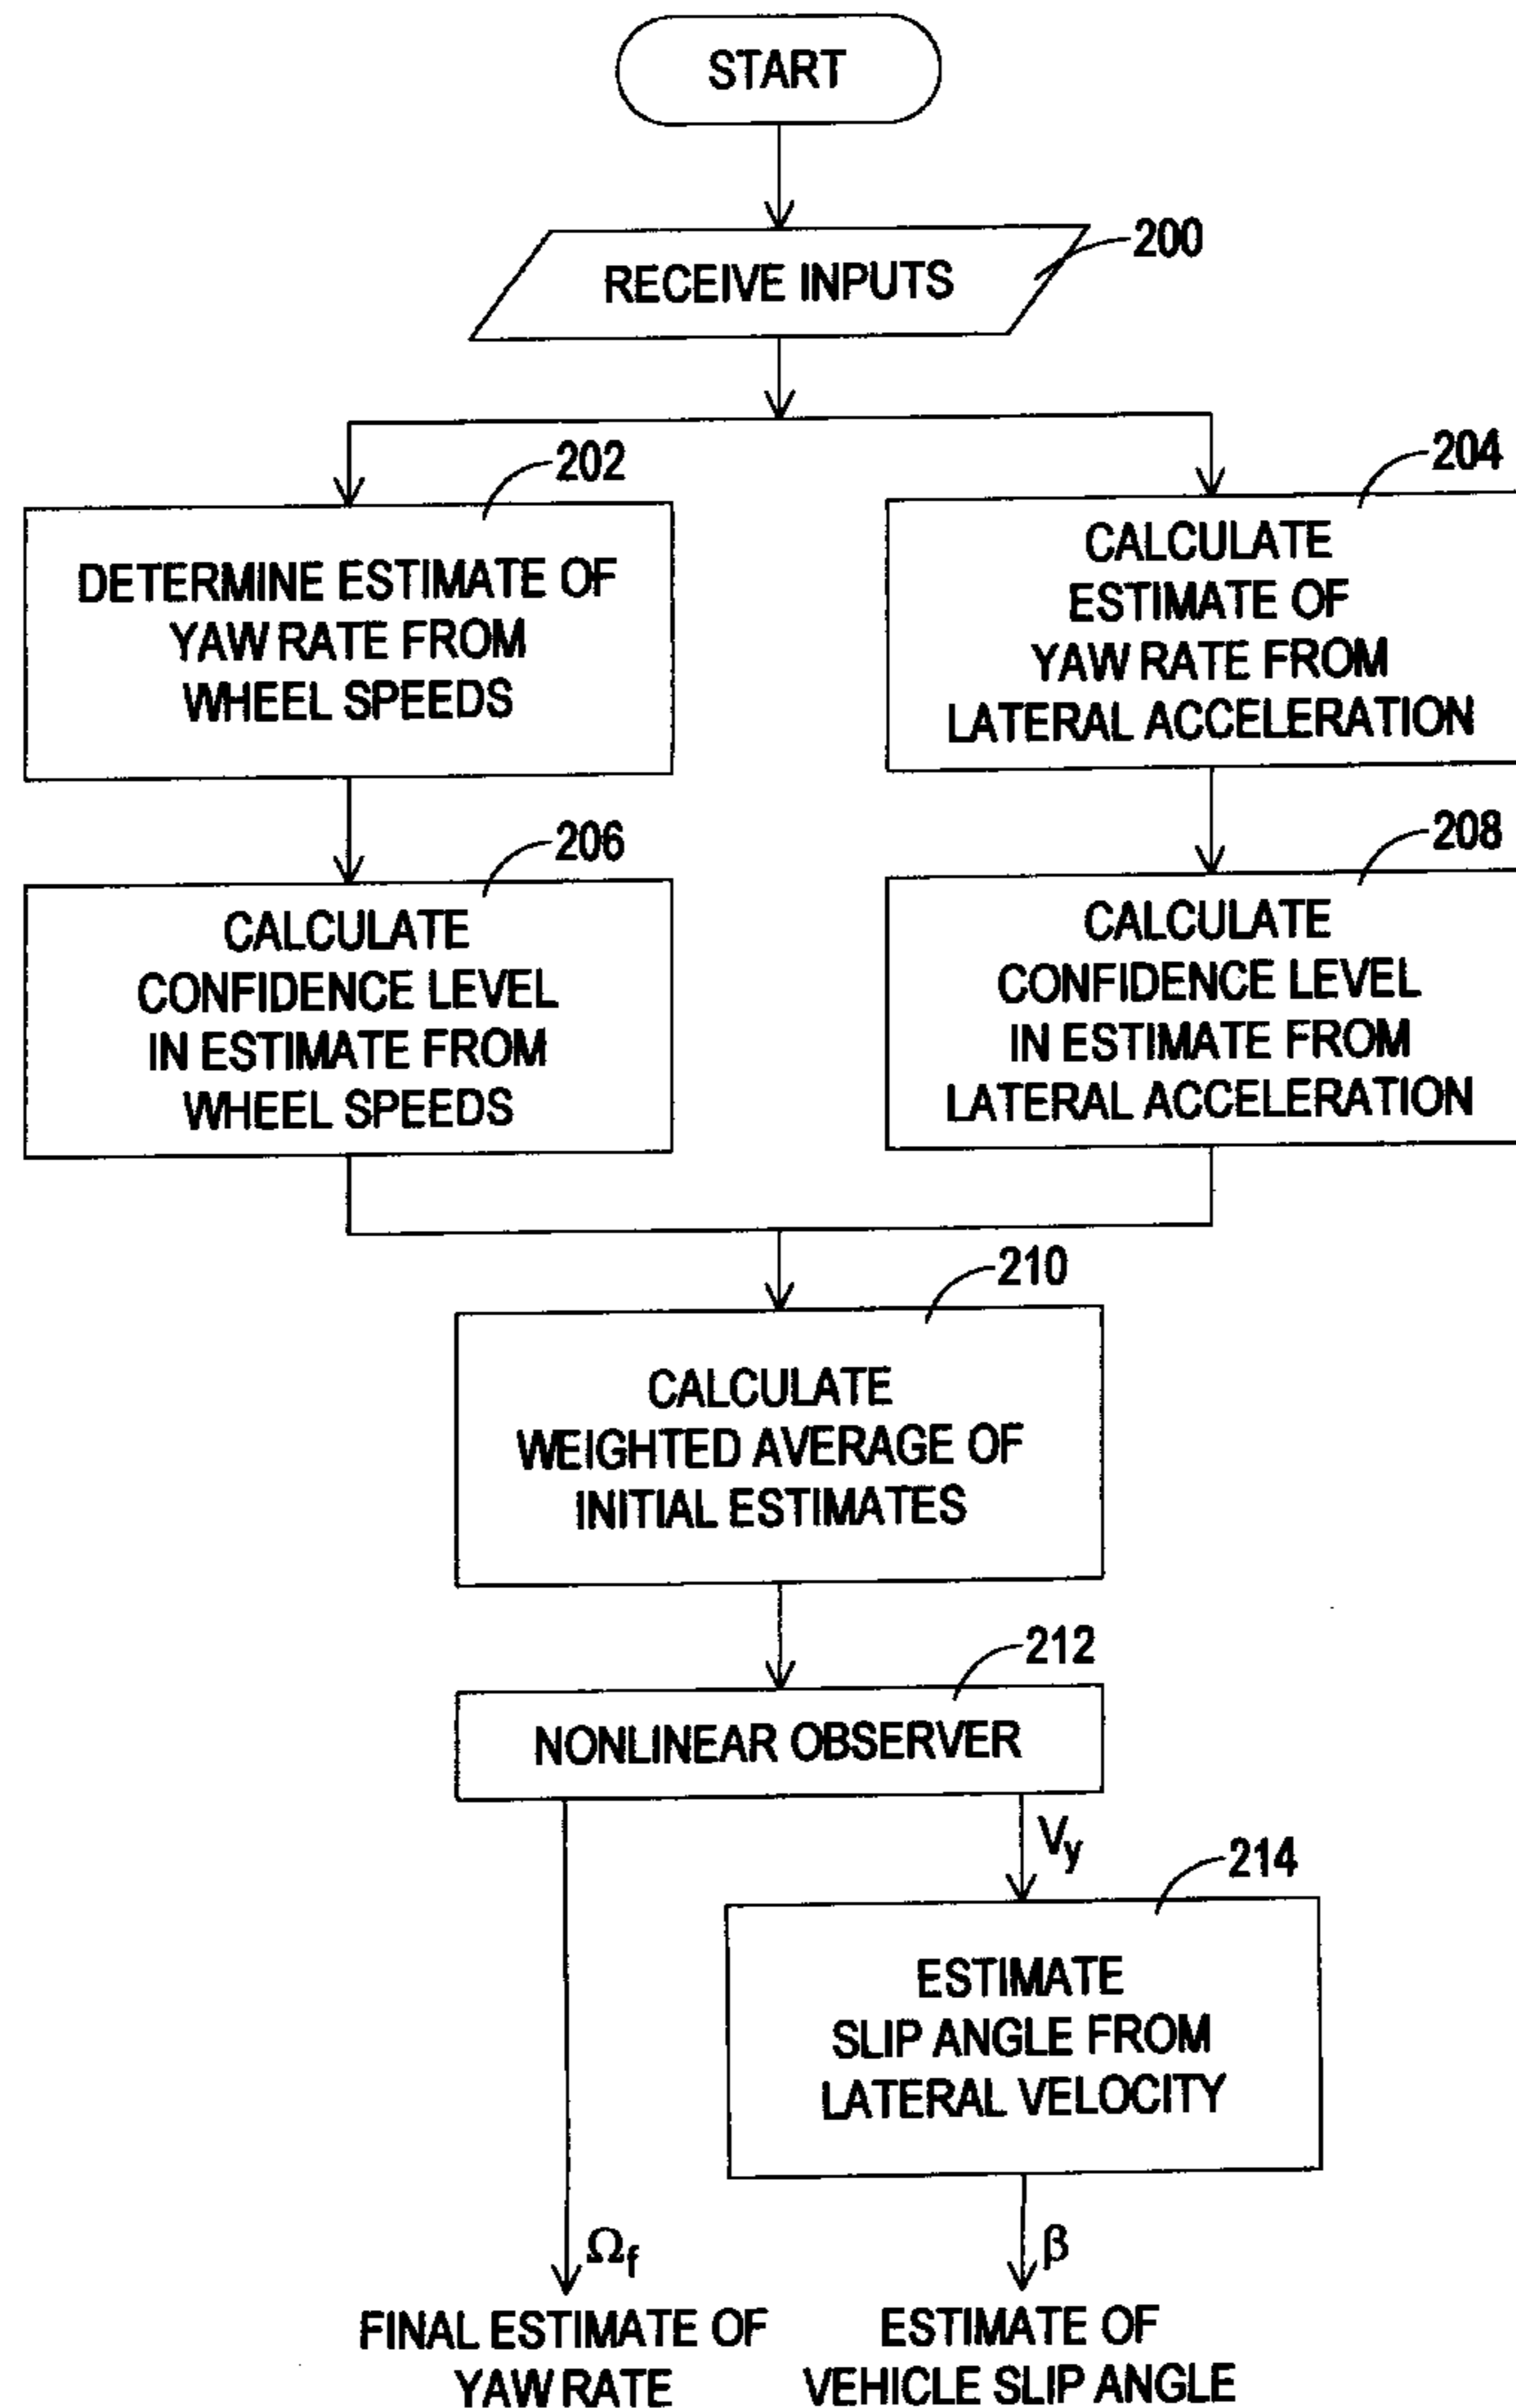 START
200
RECEIVE INPUTS
202
DETERMINE ESTIMATE OF
YAW RATE FROM
WHEEL SPEEDS
204
CALCULATE
ESTIMATE OF
YAW RATE FROM
LATERAL ACCELERATION
206
CALCULATE
CONFIDENCE LEVEL
IN ESTIMATE FROM
WHEEL SPEEDS
208
CALCULATE
CONFIDENCE LEVEL
IN ESTIMATE FROM
LATERAL ACCELERATION
210
CALCULATE
WEIGHTED AVERAGE OF
INITIAL ESTIMATES
212
NONLINEAR OBSERVER
Vy
214
ESTIMATE
SLIP ANGLE FROM
LATERAL VELOCITY
Ωf
FINAL ESTIMATE OF
YAW RATE
β
ESTIMATE OF
VEHICLE SLIP ANGLE